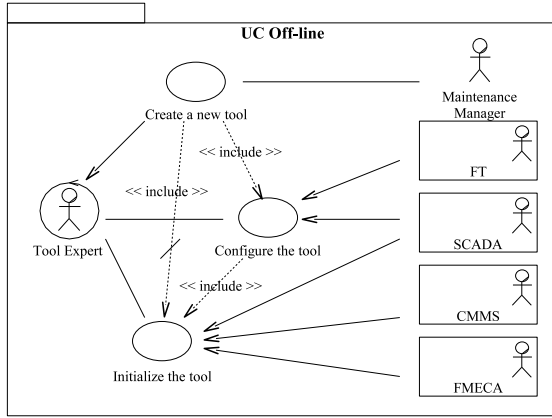 UC Off-line
Create a new tool
Maintenance
Manager
<< include >>
FT
<< include >>
Tool Expert
Configure the tool
SCADA
<< include >>
CMMS
Initialize the tool
FMECA